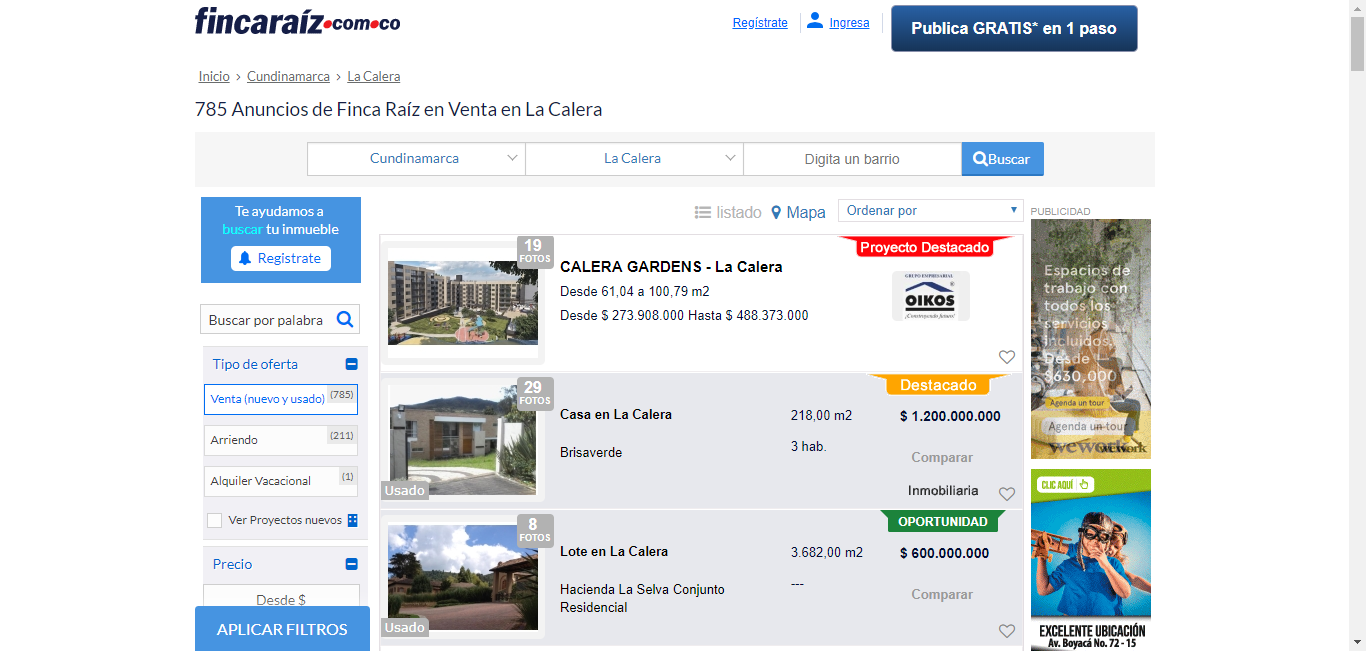 fincaraíz.com.co
Regístrate
Ingresa
Publica GRATIS* en 1 paso
Inicio › Cundinamarca › La Calera
785 Anuncios de Finca Raíz en Venta en La Calera
Cundinamarca
La Calera
Digita un barrio
Buscar
Te ayudamos a
buscar tu inmueble
Registrate
Buscar por palabra
Tipo de oferta
Venta (nuevo y usado) (785)
Arriendo (211)
Alquiler Vacacional (1)
Ver Proyectos nuevos
Precio
Desde $
APLICAR FILTROS
listado
Mapa
Ordenar por
19
FOTOS
CALERA GARDENS - La Calera
Desde 61,04 a 100,79 m2
Desde $ 273.908.000 Hasta $ 488.373.000
Proyecto Destacado
GRUPO EMPRESARIAL
OIKOS
¡Construyendo futuro!
29
FOTOS
Usado
Casa en La Calera
Brisaverde
218,00 m2
3 hab.
Destacado
$ 1.200.000.000
Comparar
Inmobiliaria
8
FOTOS
Usado
Lote en La Calera
Hacienda La Selva Conjunto
Residencial
3.682,00 m2
---
OPORTUNIDAD
$ 600.000.000
Comparar
PUBLICIDAD
Espacios de
trabajo con
todos los
servicios
incluidos.
Desde
$630,000
Agenda un tour
Agenda un tour
wework
wework
CLIC AQUÍ
EXCELENTE UBICACIÓN
Av. Boyacá No. 72 - 15